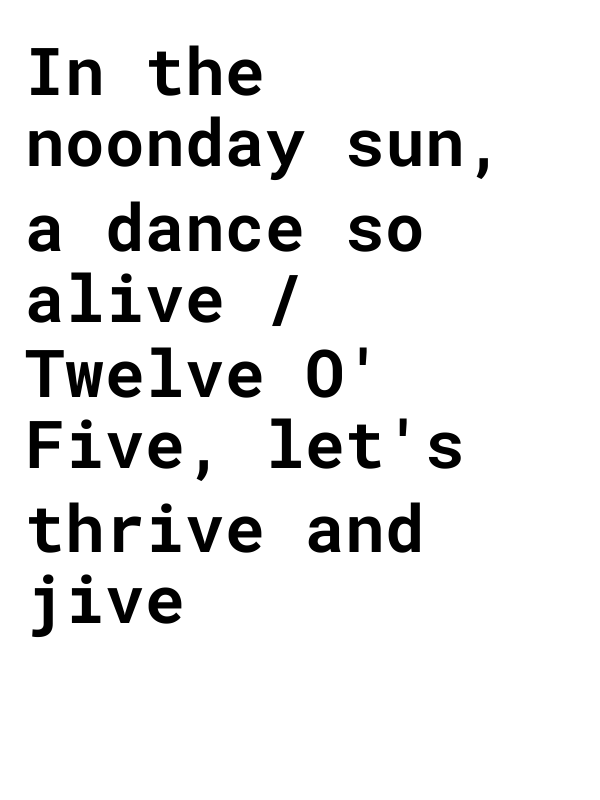 In the
noonday sun,
a dance so
alive /
Twelve O'
Five, let's
thrive and
jive